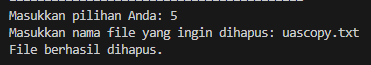 Masukkan pilihan Anda: 5
Masukkan nama file yang ingin dihapus: uascopy.txt
File berhasil dihapus.